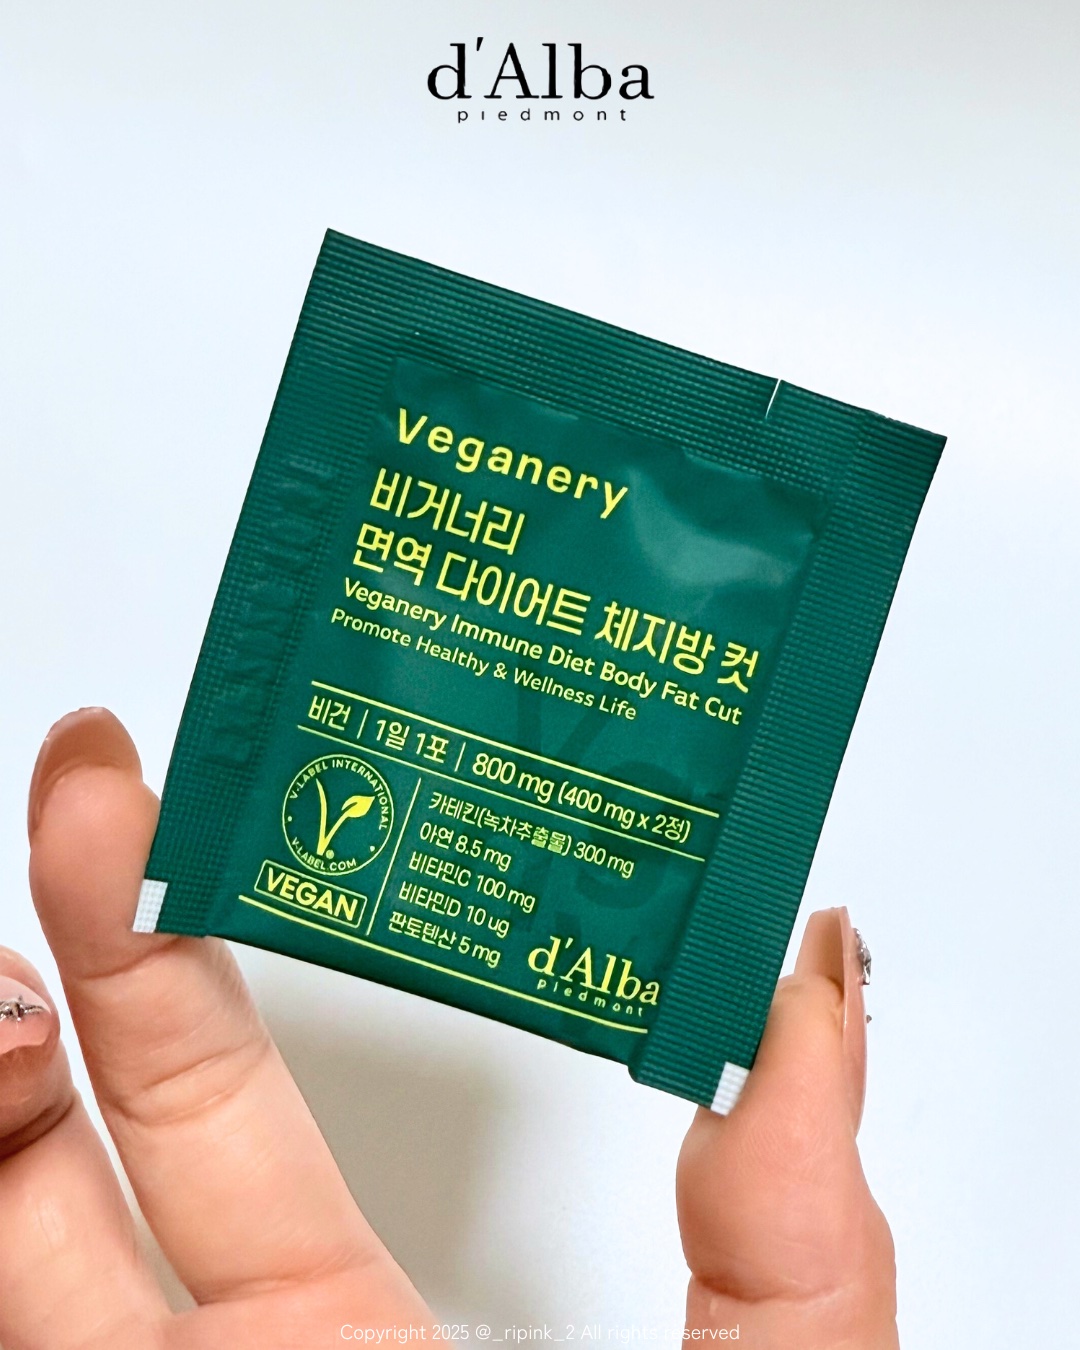 d'Alba
piedmont
veganery
비거너리
면역 다이어트 체지방 컷
Veganery Immune Diet Body Fat Cut
Promote Healthy & Wellness Life
비건 | 1일 1포 | 800 mg (400 mg x 2정)
V-LABEL INTERNATIONAL
V-LABEL.COM
VEGAN
카테킨(녹차추출물) 300 mg
아연 8.5 mg
비타민C 100 mg
비타민D 10 ug
판토텐산 5 mg
d'Alba
piedmont
Copyright 2025 @_ripink_2 All rights reserved